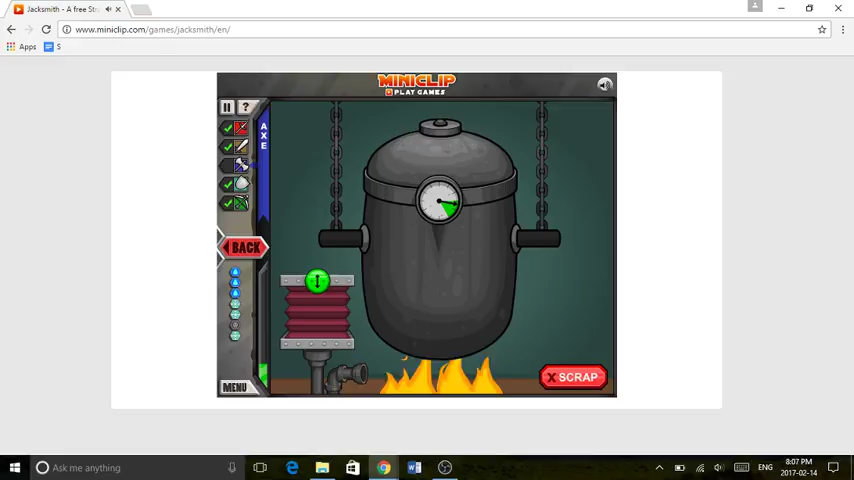 Jacksmith - A free Str
www.miniclip.com/games/jacksmith/en/
Apps
S
MINICLIP
PLAY GAMES
?
AXE
BACK
MENU
X SCRAP
Ask me anything
ENG
8:07 PM
2017-02-14